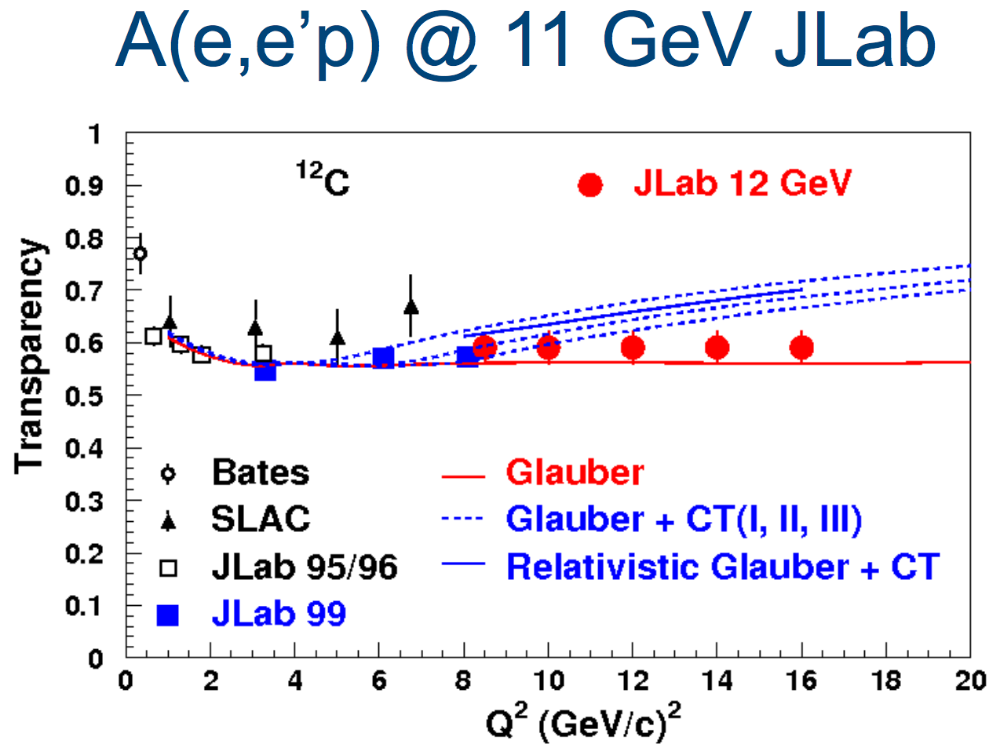 A(e,e’p) @ 11 GeV JLab
1
0.9
0.8
0.7
0.6
0.5
0.4
0.3
0.2
0.1
0
Transparency
¹²C
JLab 12 GeV
Bates
SLAC
JLab 95/96
JLab 99
Glauber
Glauber + CT(I, II, III)
Relativistic Glauber + CT
0 2 4 6 8 10 12 14 16 18 20
Q² (GeV/c)²